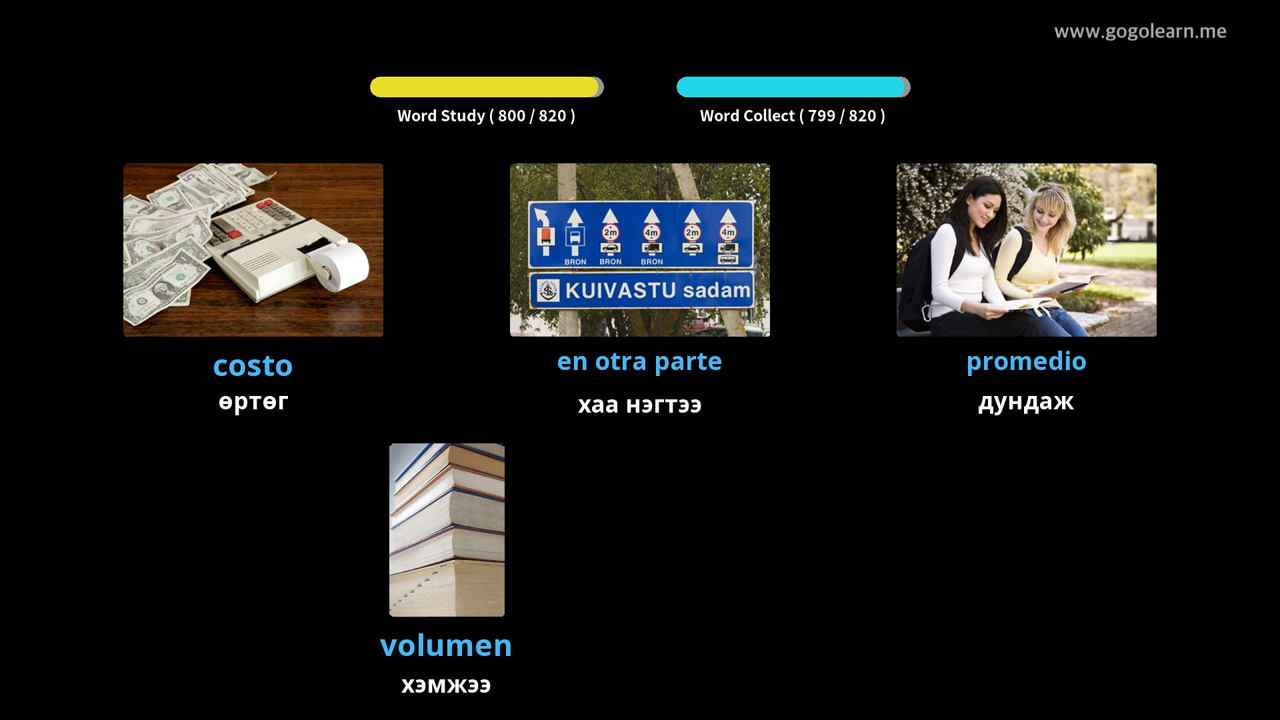 www.gogolearn.me
Word Study ( 800 / 820 )
Word Collect ( 799 / 820 )
2m
4m
2m
4m
BRON
BRON
BRON
KUIVASTU sadam
costo
en otra parte
promedio
өртөг
хаа нэгтээ
дундаж
volumen
хэмжээ